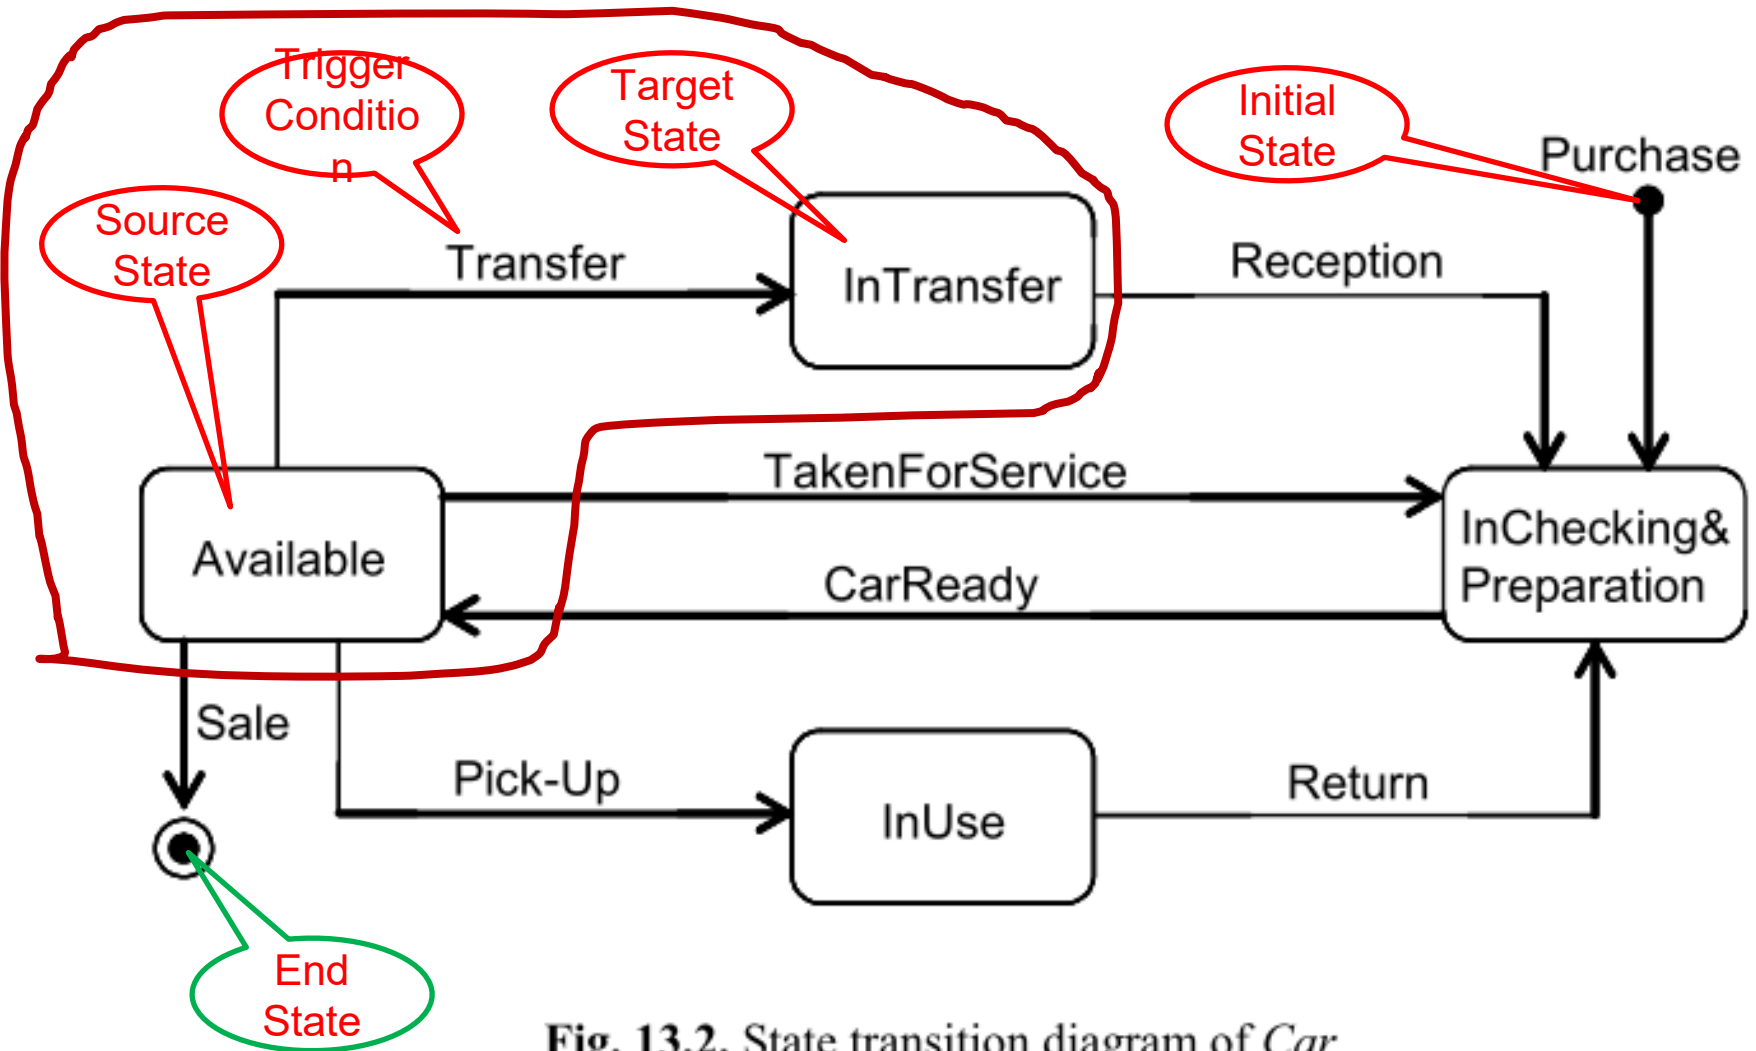 Trigger
Conditio
n
Target
State
Initial
State
Purchase
Source
State
Transfer
InTransfer
Reception
TakenForService
Available
InChecking&
Preparation
CarReady
Sale
Pick-Up
InUse
Return
End
State
Fig. 13.2. State transition diagram of Car